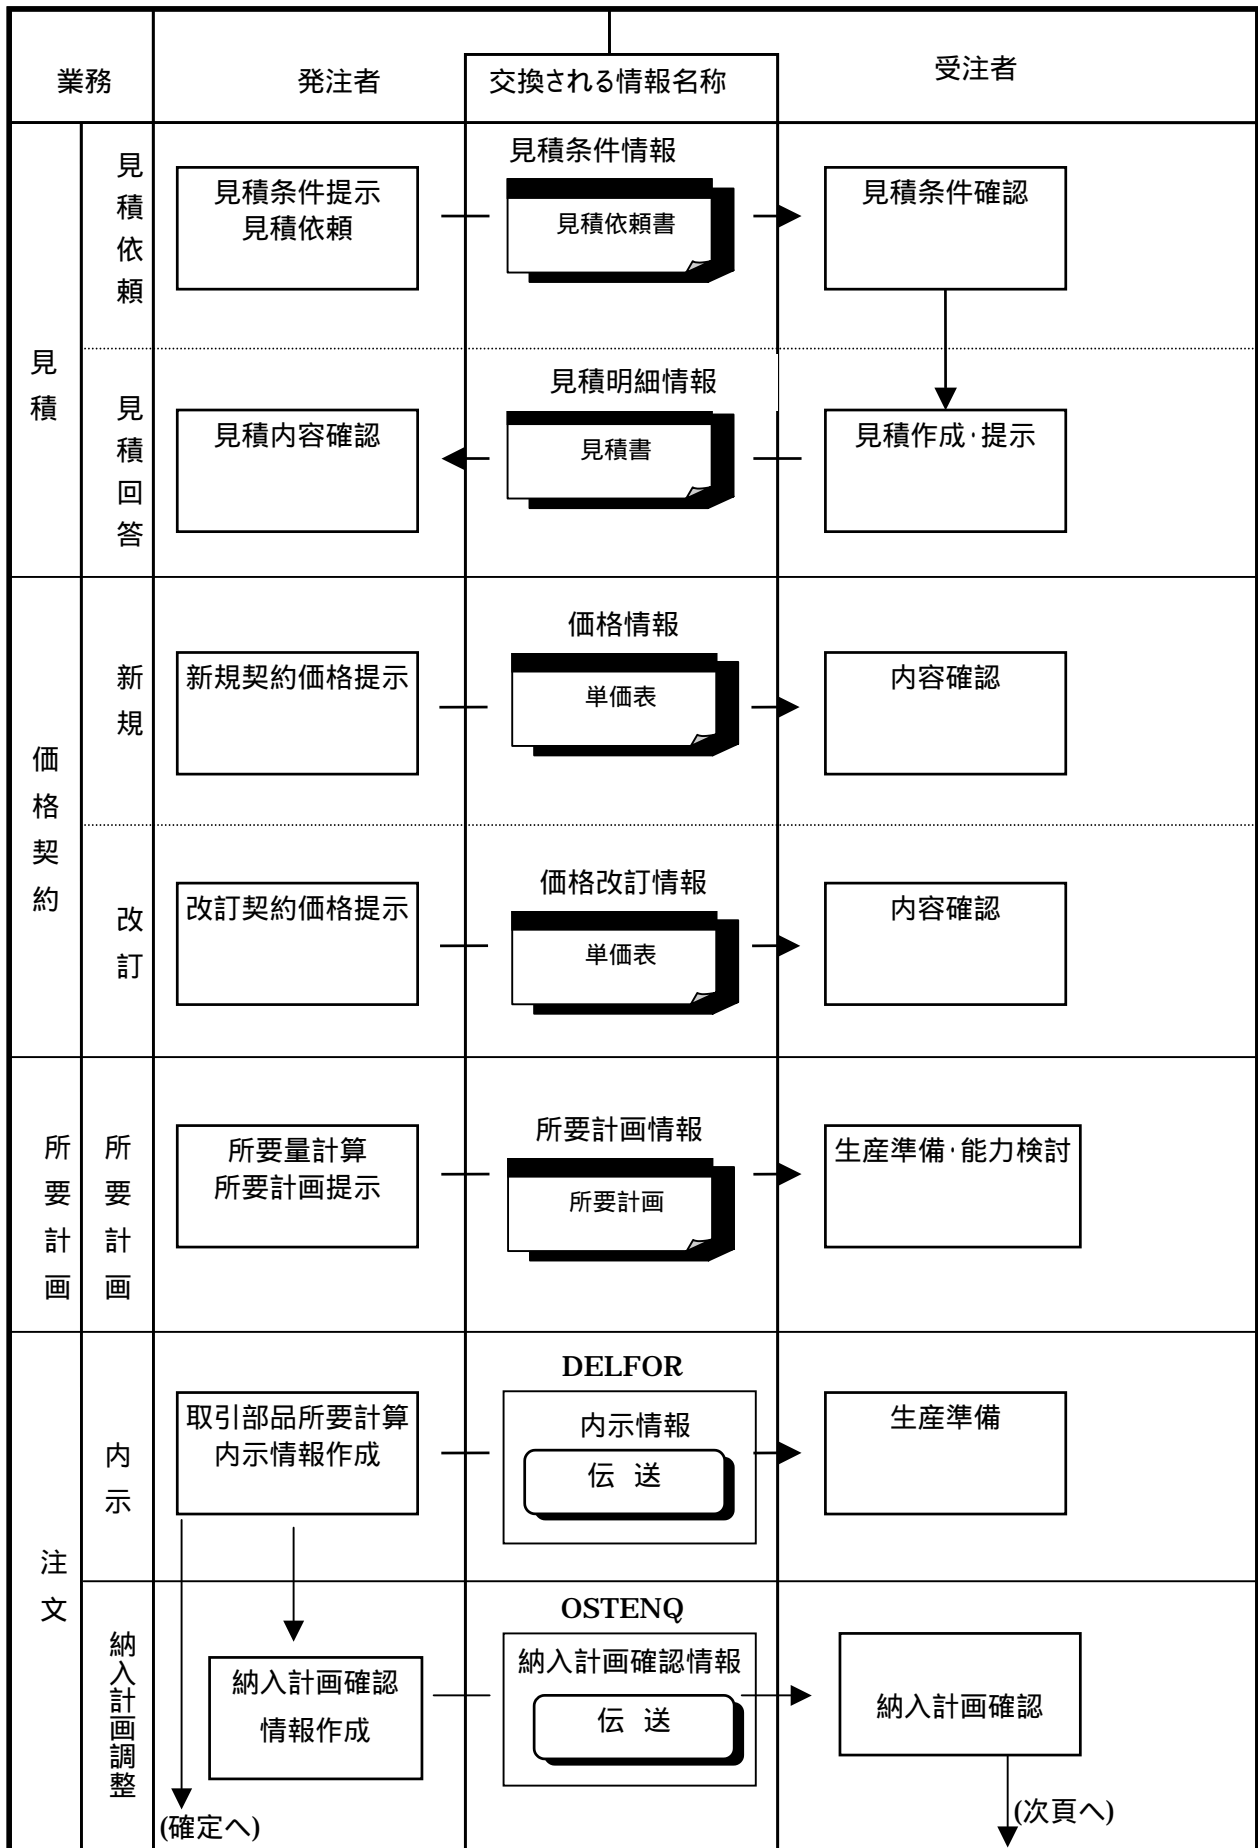 業務
発注者
交換される情報名称
受注者
見積
見積依頼
見積条件提示
見積依頼
見積条件情報
見積依頼書
見積条件確認
見積回答
見積内容確認
見積明細情報
見積書
見積作成・提示
価格契約
新規
新規契約価格提示
価格情報
単価表
内容確認
改訂
改訂契約価格提示
価格改訂情報
単価表
内容確認
所要計画
所要計画
所要量計算
所要計画提示
所要計画情報
所要計画
生産準備・能力検討
注文
内示
取引部品所要計算
内示情報作成
DELFOR
内示情報
伝 送
生産準備
納入計画調整
納入計画確認
情報作成
OSTENQ
納入計画確認情報
伝 送
納入計画確認
(確定へ)
(次頁へ)